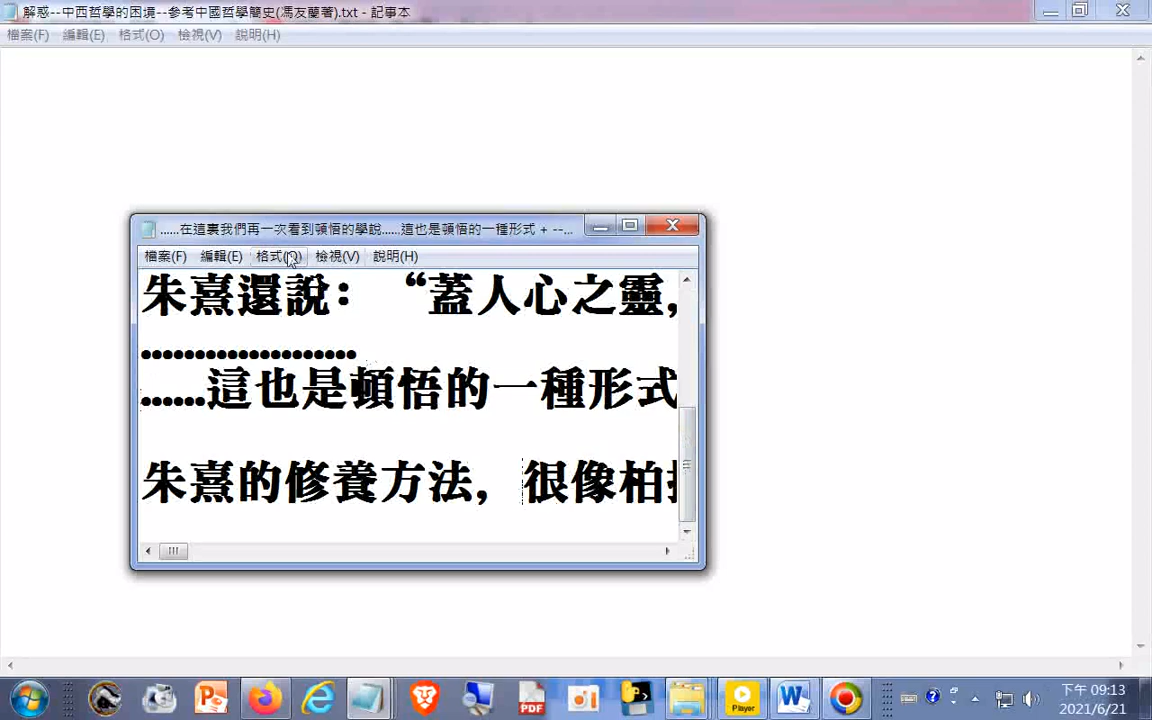 解惑--中西哲學的困境--參考中國哲學簡史(馮友蘭著).txt - 記事本
檔案(F) 編輯(E) 格式(O) 檢視(V) 說明(H)
......在這裏我們再一次看到頓悟的學說......這也是頓悟的一種形式 + --...
檔案(F) 編輯(E) 格式(O) 檢視(V) 說明(H)
朱熹還說：“蓋人心之靈，
....................
......這也是頓悟的一種形式
朱熹的修養方法，很像柏
PDF
Player
下午 09:13
2021/6/21